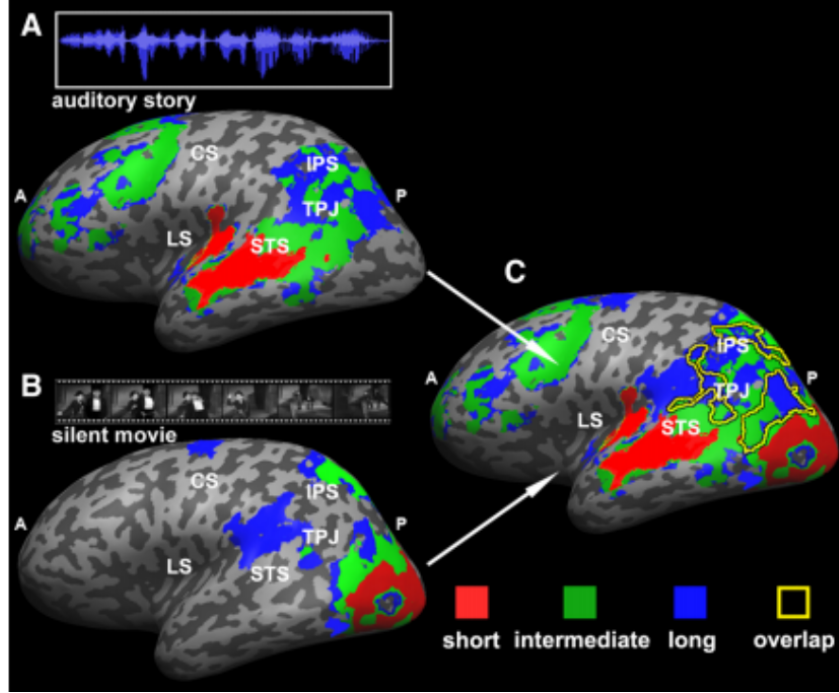 A
auditory story
CS
IPS
A
TPJ
P
LS
STS
C
B
silent movie
CS
IPS
A
P
TPJ
LS
STS
CS
IPS
A
TPJ
P
LS
STS
short
intermediate
long
overlap